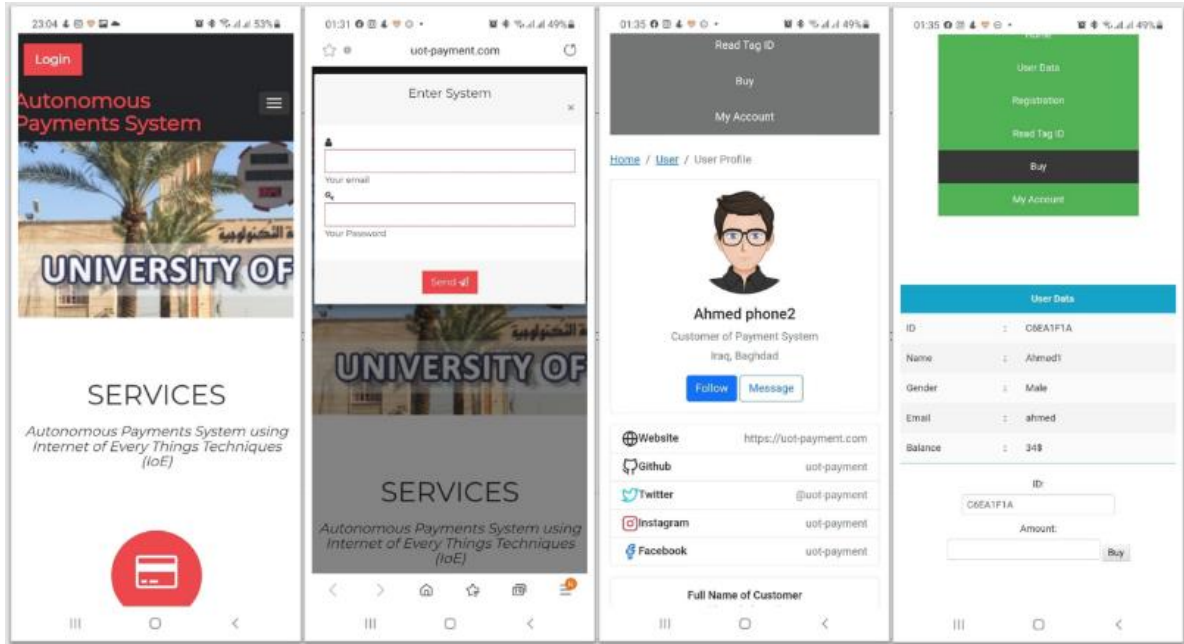 23:04 53%
Login
Autonomous
Payments System
ة التكنولوجية
UNIVERSITY OF
SERVICES
Autonomous Payments System using
Internet of Every Things Techniques
(IoE)
01:31 49%
uot-payment.com
Enter System
×
Your email
Your Password
Send
UNIVERSITY OF
SERVICES
Autonomous Payments System using
Internet of Every Things Techniques
(IoE)
01:35 49%
Read Tag ID
Buy
My Account
Home / User / User Profile
Ahmed phone2
Customer of Payment System
Iraq, Baghdad
Follow Message
Website https://uot-payment.com
Github uot-payment
Twitter @uot-payment
Instagram uot-payment
Facebook uot-payment
Full Name of Customer
01:35 49%
Home
User Data
Registration
Read Tag ID
Buy
My Account
User Data
ID : C6EA1F1A
Name : Ahmed1
Gender : Male
Email : ahmed
Balance : 34$
ID:
C6EA1F1A
Amount:
Buy